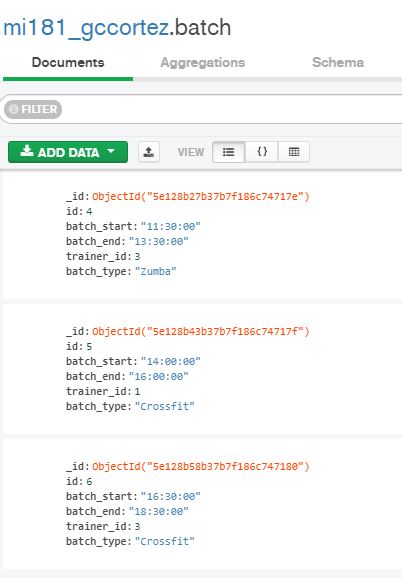 mi181_gccortez.batch
Documents Aggregations Schema
FILTER
ADD DATA VIEW { }
_id: ObjectId("5e128b27b37b7f186c74717e")
id: 4
batch_start: "11:30:00"
batch_end: "13:30:00"
trainer_id: 3
batch_type: "Zumba"
_id: ObjectId("5e128b43b37b7f186c74717f")
id: 5
batch_start: "14:00:00"
batch_end: "16:00:00"
trainer_id: 1
batch_type: "Crossfit"
_id: ObjectId("5e128b58b37b7f186c747180")
id: 6
batch_start: "16:30:00"
batch_end: "18:30:00"
trainer_id: 3
batch_type: "Crossfit"